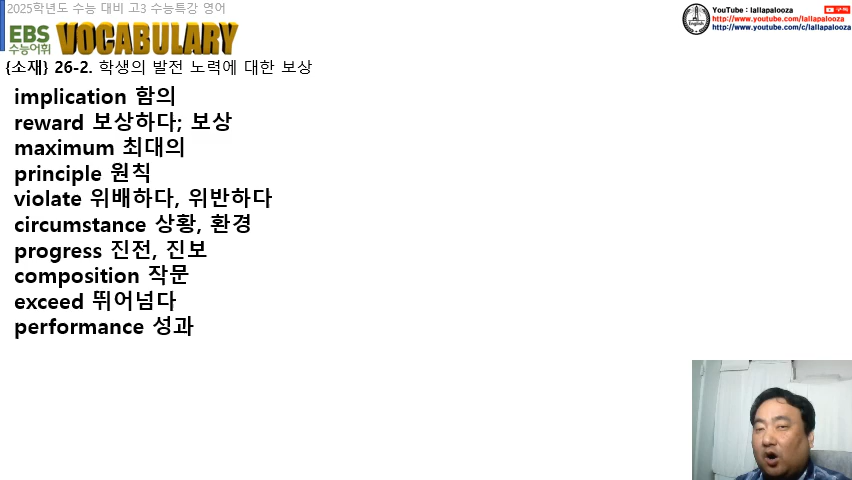 2025학년도 수능 대비 고3 수능특강 영어
EBS
수능어휘
VOCABULARY
{소재} 26-2. 학생의 발전 노력에 대한 보상
implication 함의
reward 보상하다; 보상
maximum 최대의
principle 원칙
violate 위배하다, 위반하다
circumstance 상황, 환경
progress 진전, 진보
composition 작문
exceed 뛰어넘다
performance 성과
YouTube : lallapalooza
구독
http://www.youtube.com/lallapalooza
http://www.youtube.com/c/lallapalooza
English